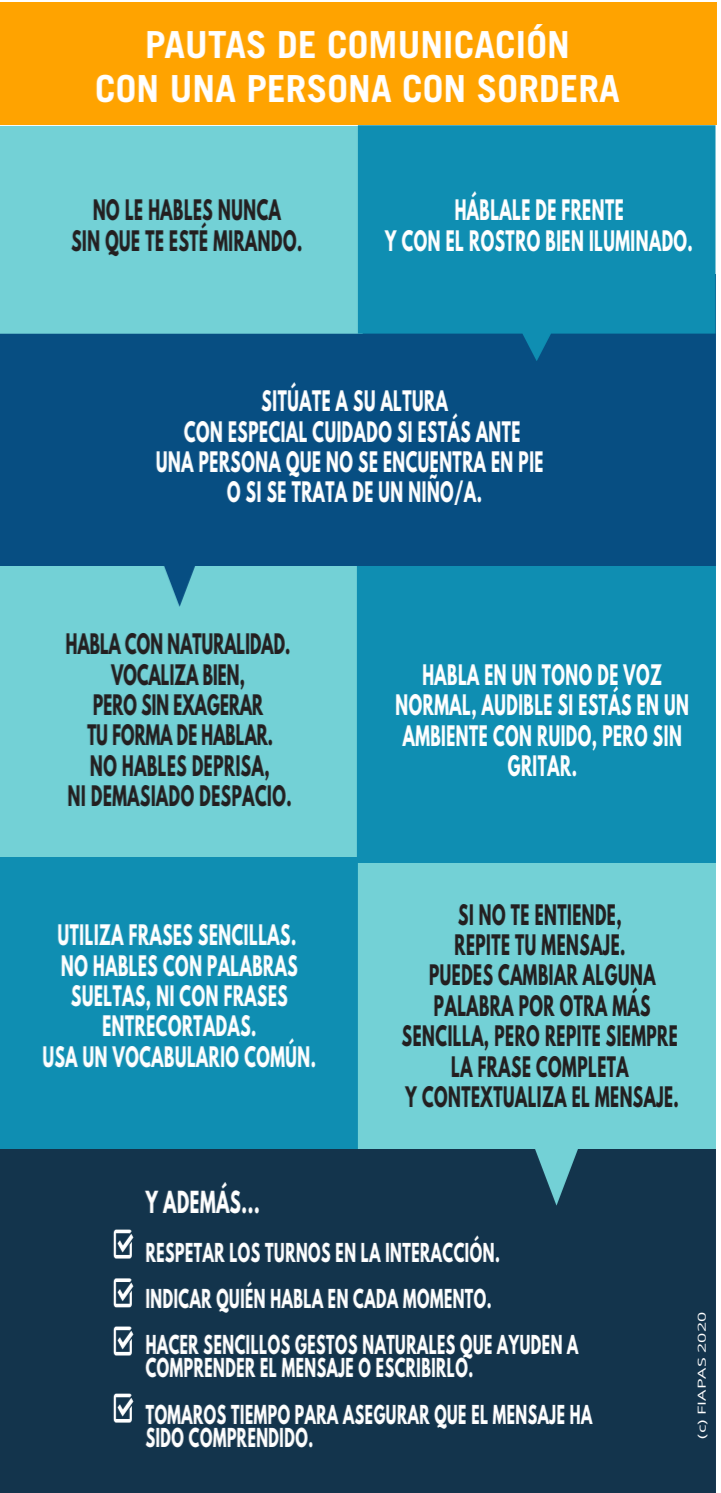 PAUTAS DE COMUNICACIÓN
CON UNA PERSONA CON SORDERA
NO LE HABLES NUNCA
SIN QUE TE ESTÉ MIRANDO.
HÁBLALE DE FRENTE
Y CON EL ROSTRO BIEN ILUMINADO.
SITÚATE A SU ALTURA
CON ESPECIAL CUIDADO SI ESTÁS ANTE
UNA PERSONA QUE NO SE ENCUENTRA EN PIE
O SI SE TRATA DE UN NIÑO/A.
HABLA CON NATURALIDAD.
VOCALIZA BIEN,
PERO SIN EXAGERAR
TU FORMA DE HABLAR.
NO HABLES DEPRISA,
NI DEMASIADO DESPACIO.
HABLA EN UN TONO DE VOZ
NORMAL, AUDIBLE SI ESTÁS EN UN
AMBIENTE CON RUIDO, PERO SIN
GRITAR.
UTILIZA FRASES SENCILLAS.
NO HABLES CON PALABRAS
SUELTAS, NI CON FRASES
ENTRECORTADAS.
USA UN VOCABULARIO COMÚN.
SI NO TE ENTIENDE,
REPITE TU MENSAJE.
PUEDES CAMBIAR ALGUNA
PALABRA POR OTRA MÁS
SENCILLA, PERO REPITE SIEMPRE
LA FRASE COMPLETA
Y CONTEXTUALIZA EL MENSAJE.
Y ADEMÁS...
RESPETAR LOS TURNOS EN LA INTERACCIÓN.
INDICAR QUIÉN HABLA EN CADA MOMENTO.
HACER SENCILLOS GESTOS NATURALES QUE AYUDEN A
COMPRENDER EL MENSAJE O ESCRIBIRLO.
TOMAROS TIEMPO PARA ASEGURAR QUE EL MENSAJE HA
SIDO COMPRENDIDO.
(c) FIAPAS 2020